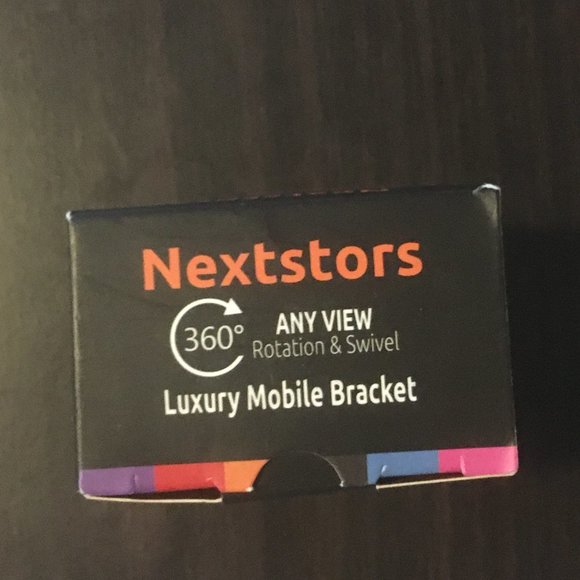 Nextstors
360°
ANY VIEW
Rotation & Swivel
Luxury Mobile Bracket